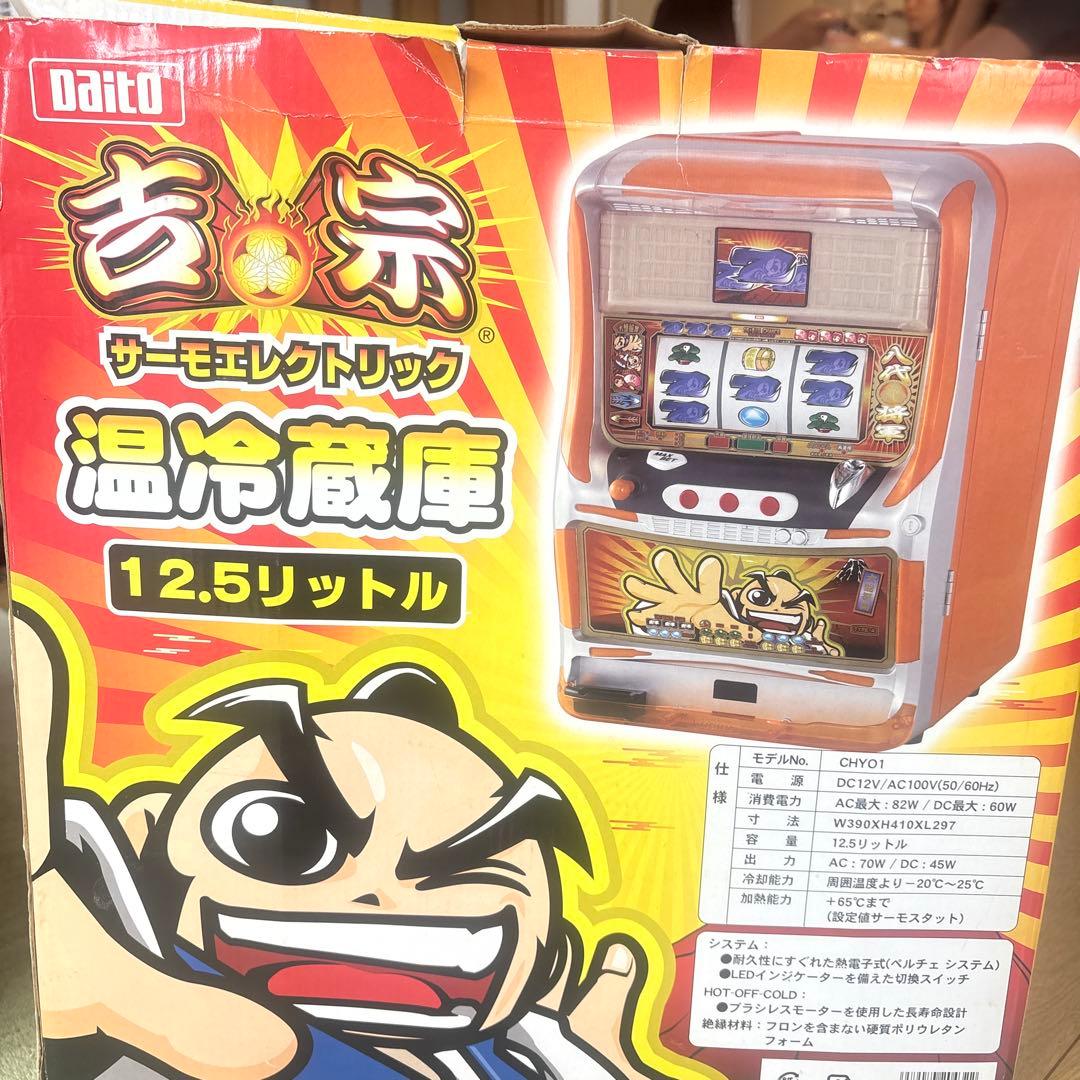 Daito
吉宗
®
サーモエレクトリック
温冷蔵庫
12.5リットル
八代将軍
MAX BET
仕様
モデルNo. CHYO1
電源 DC12V/AC100V(50/60Hz)
消費電力 AC最大：82W / DC最大：60W
寸法 W390XH410XL297
容量 12.5リットル
出力 AC：70W / DC：45W
冷却能力 周囲温度より－20℃～25℃
加熱能力 ＋65℃まで
(設定値サーモスタット)
システム：
●耐久性にすぐれた熱電子式(ペルチェ システム)
●LEDインジケーターを備えた切換スイッチ
HOT-OFF-COLD：
●ブラシレスモーターを使用した長寿命設計
絶縁材料：フロンを含まない硬質ポリウレタン
フォーム